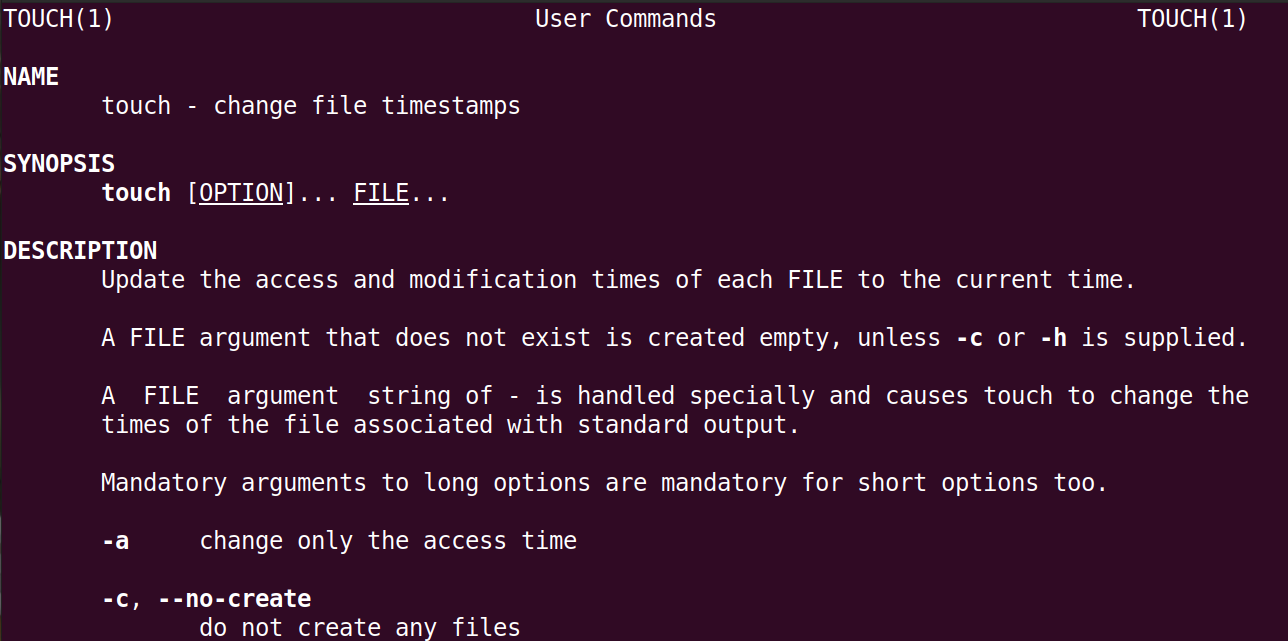 TOUCH(1) User Commands TOUCH(1)
NAME
touch - change file timestamps
SYNOPSIS
touch [OPTION]... FILE...
DESCRIPTION
Update the access and modification times of each FILE to the current time.
A FILE argument that does not exist is created empty, unless -c or -h is supplied.
A  FILE  argument  string of - is handled specially and causes touch to change the
times of the file associated with standard output.
Mandatory arguments to long options are mandatory for short options too.
-a     change only the access time
-c, --no-create
do not create any files